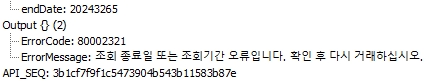 endDate: 20243265
Output {} (2)
ErrorCode: 80002321
ErrorMessage: 조회 종료일 또는 조회기간 오류입니다. 확인 후 다시 거래하십시오.
API_SEQ: 3b1cf7f9f1c5473904b543b11583b87e